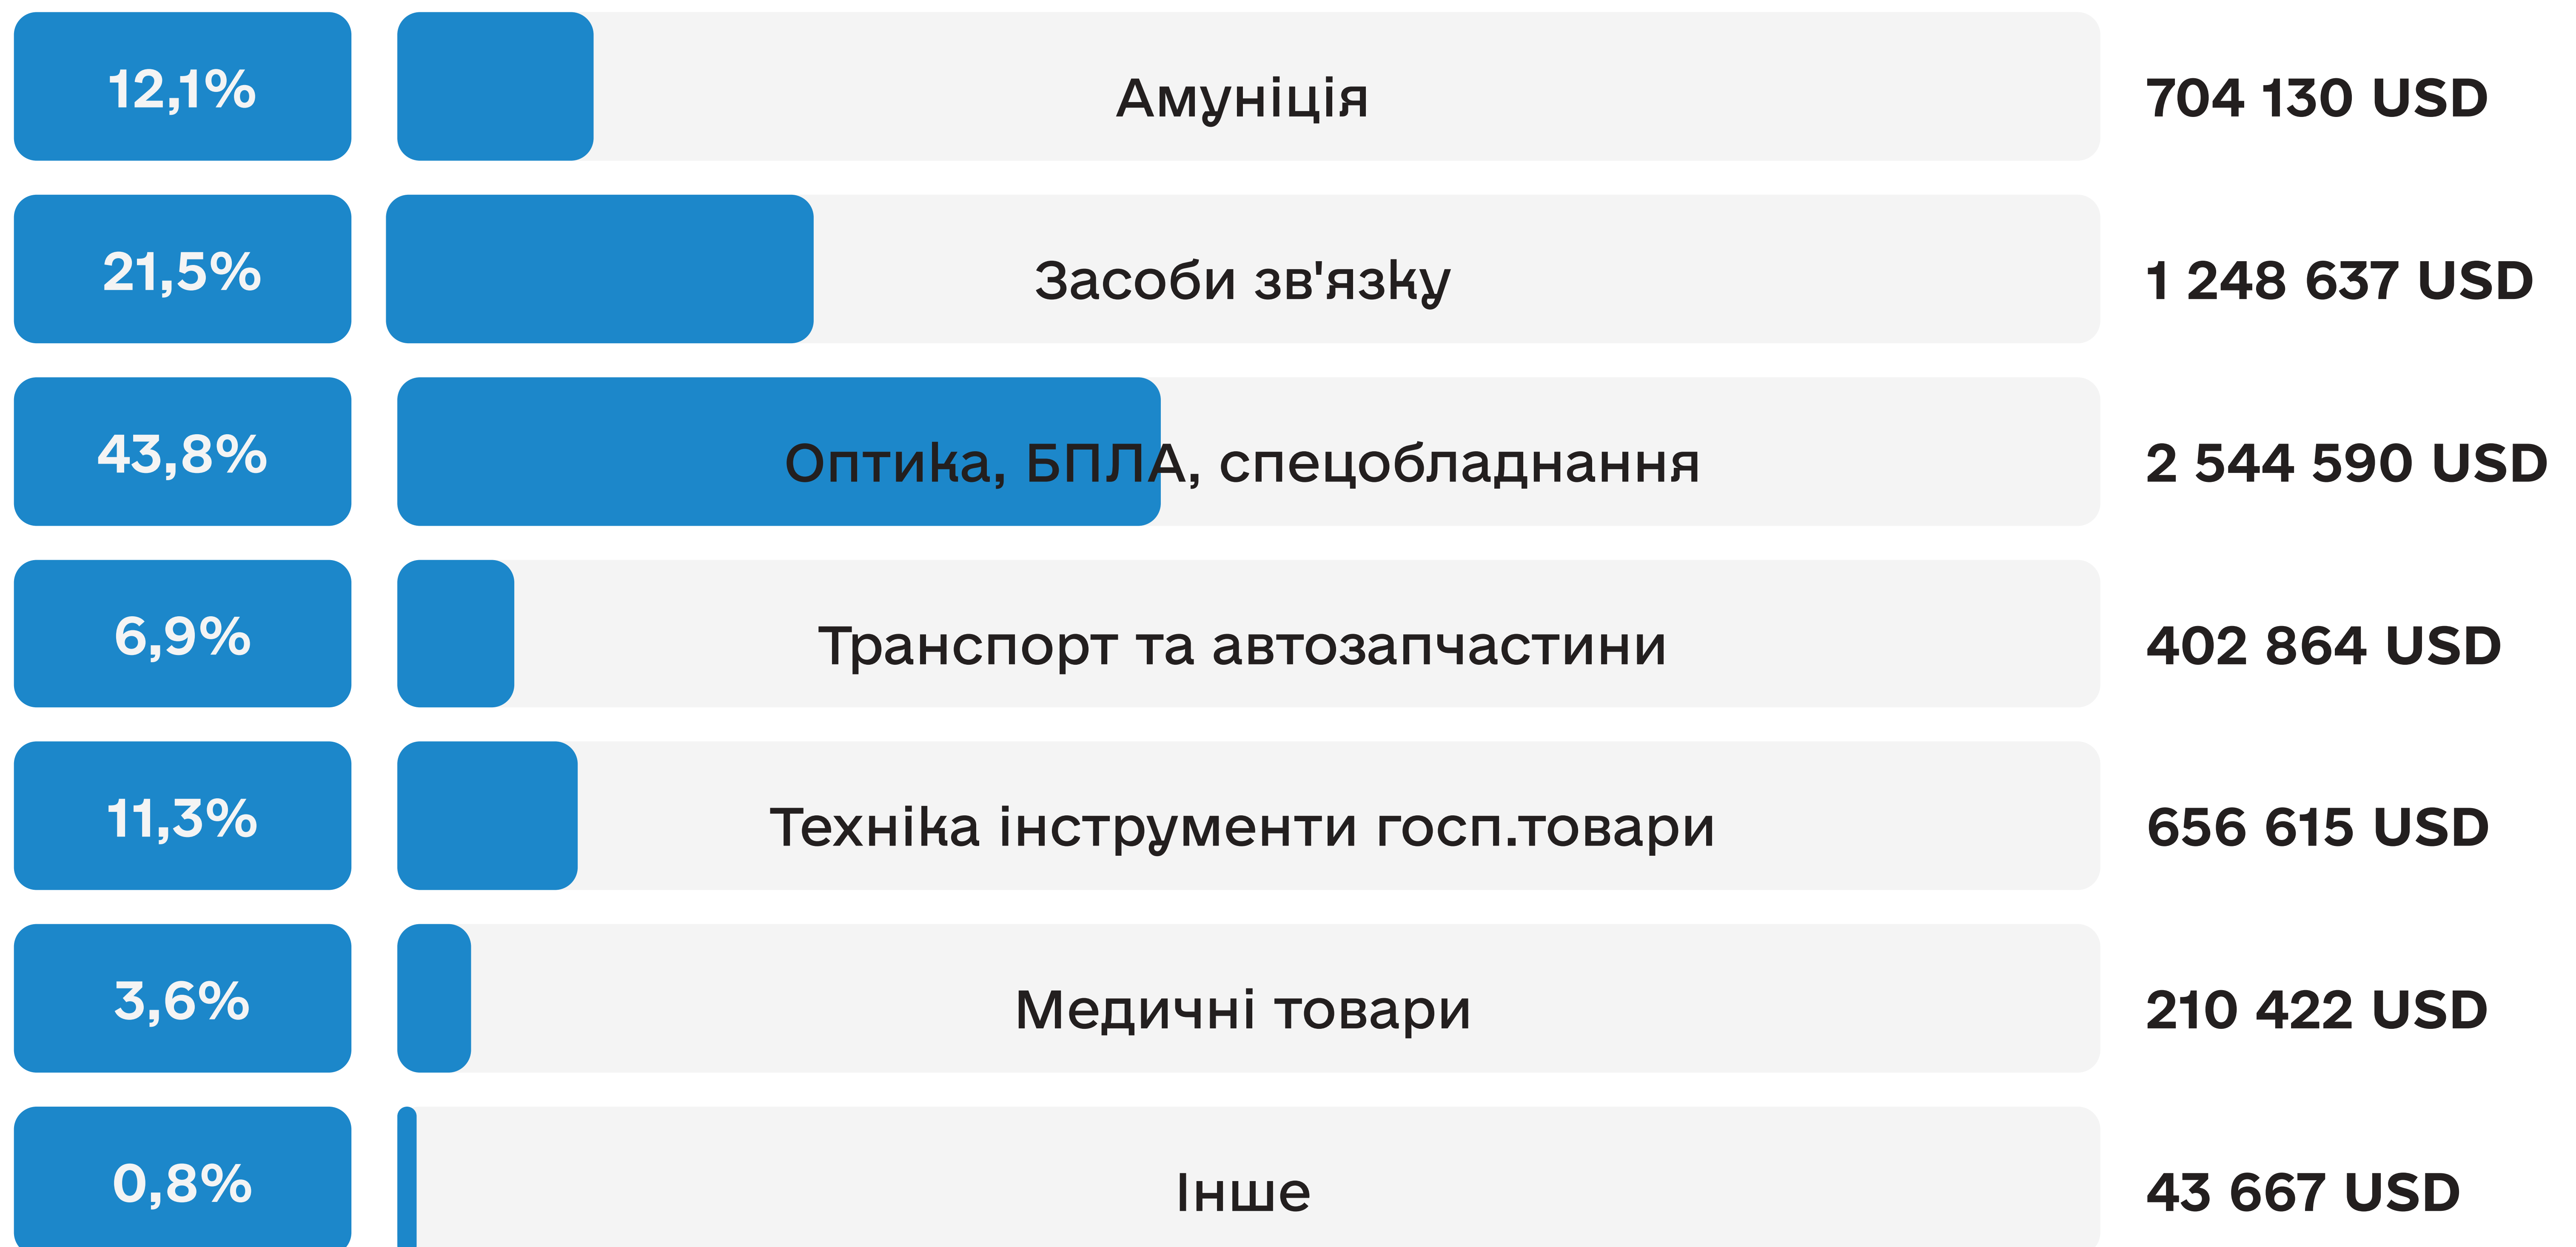 12,1% Амуніція 704 130 USD
21,5% Засоби зв'язку 1 248 637 USD
43,8% Оптика, БПЛА, спецобладнання 2 544 590 USD
6,9% Транспорт та автозапчастини 402 864 USD
11,3% Техніка інструменти госп.товари 656 615 USD
3,6% Медичні товари 210 422 USD
0,8% Інше 43 667 USD